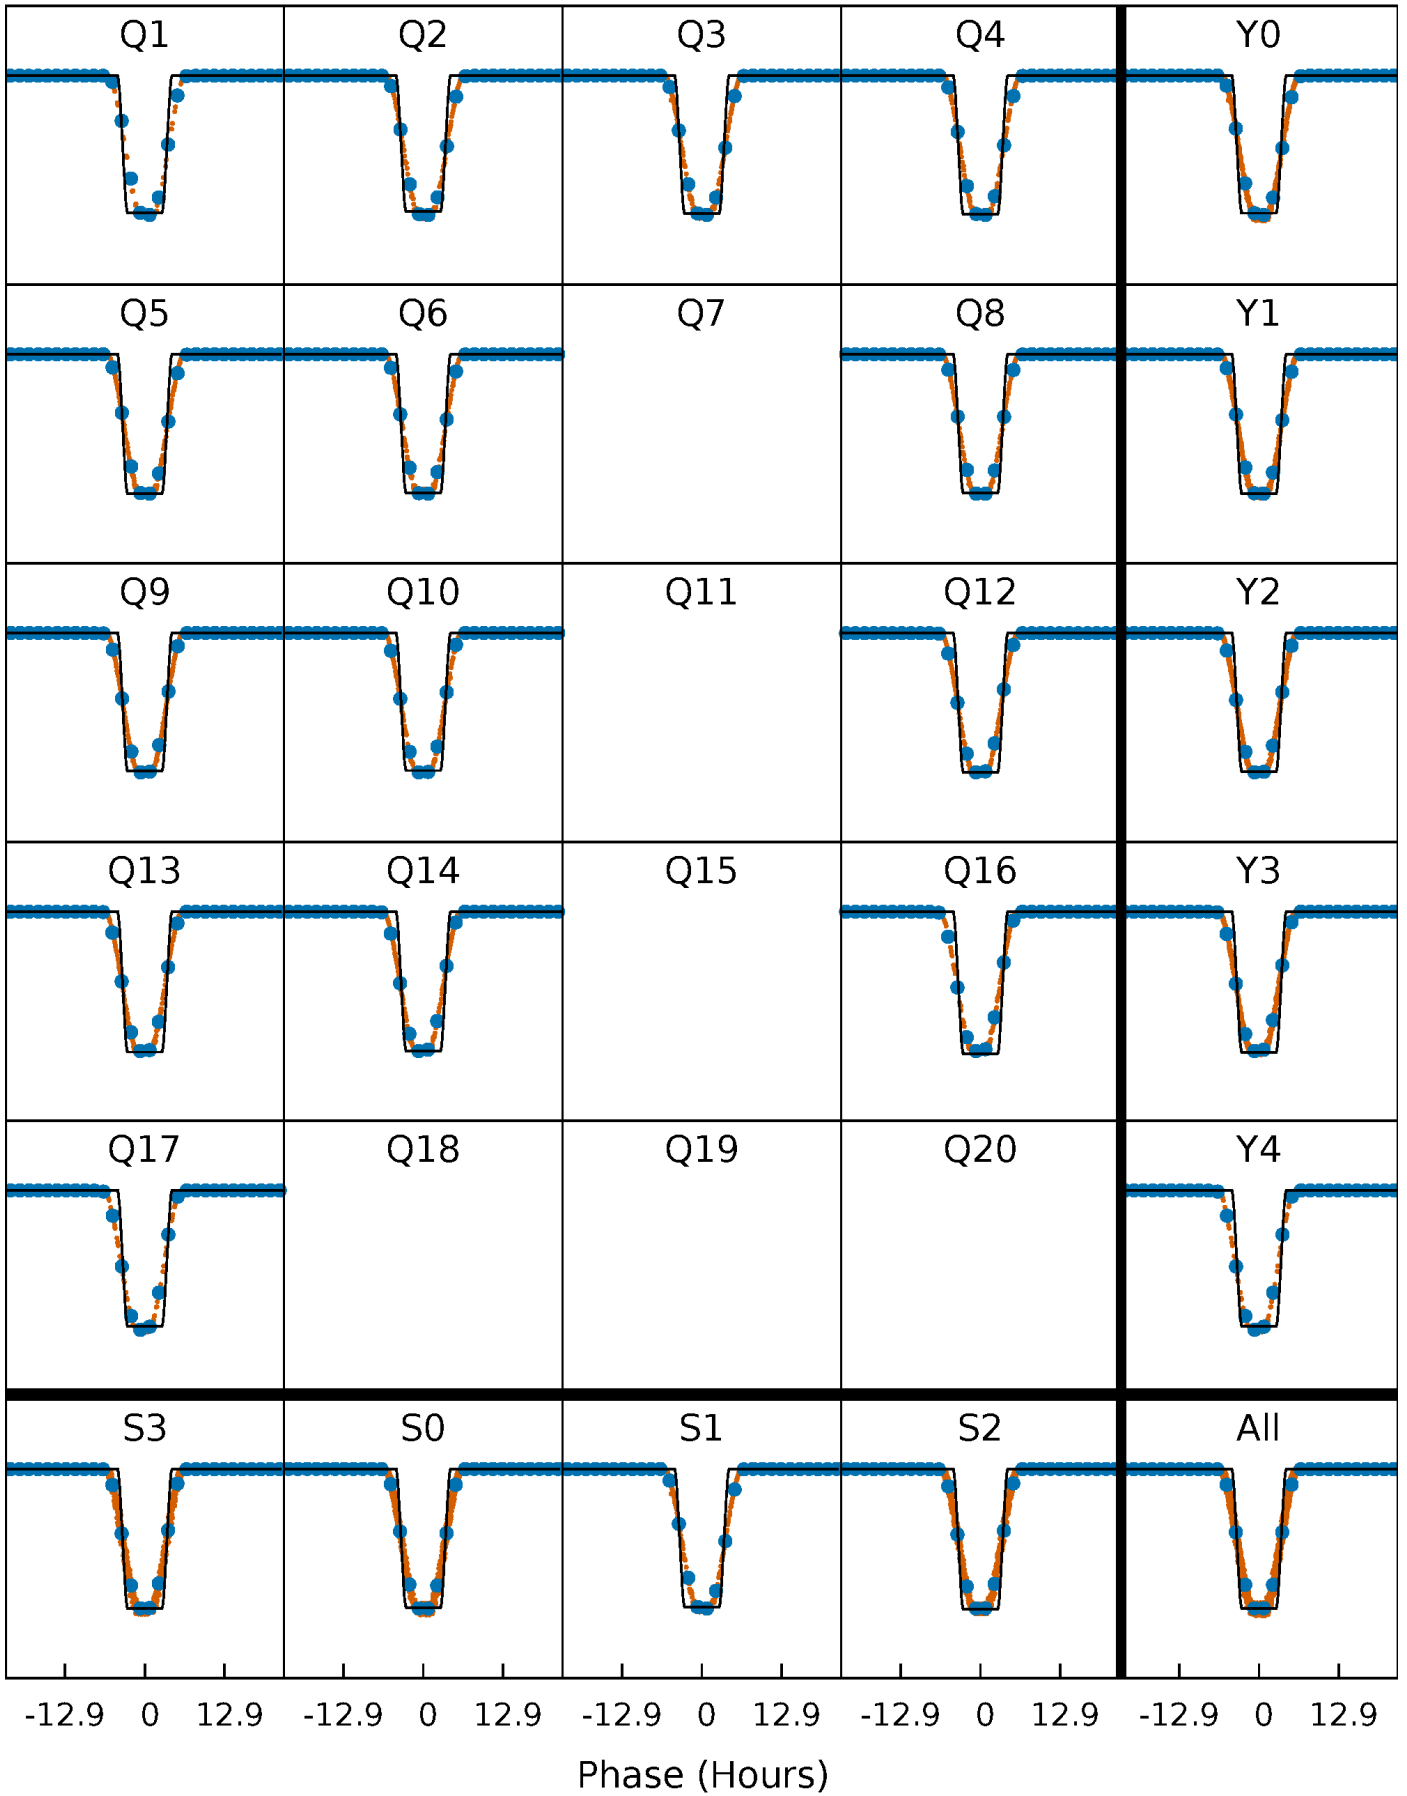 Q1 Q2 Q3 Q4 Y0
Q5 Q6 Q7 Q8 Y1
Q9 Q10 Q11 Q12 Y2
Q13 Q14 Q15 Q16 Y3
Q17 Q18 Q19 Q20 Y4
S3 S0 S1 S2 All
-12.9 0 12.9 -12.9 0 12.9 -12.9 0 12.9 -12.9 0 12.9 -12.9 0 12.9
Phase (Hours)